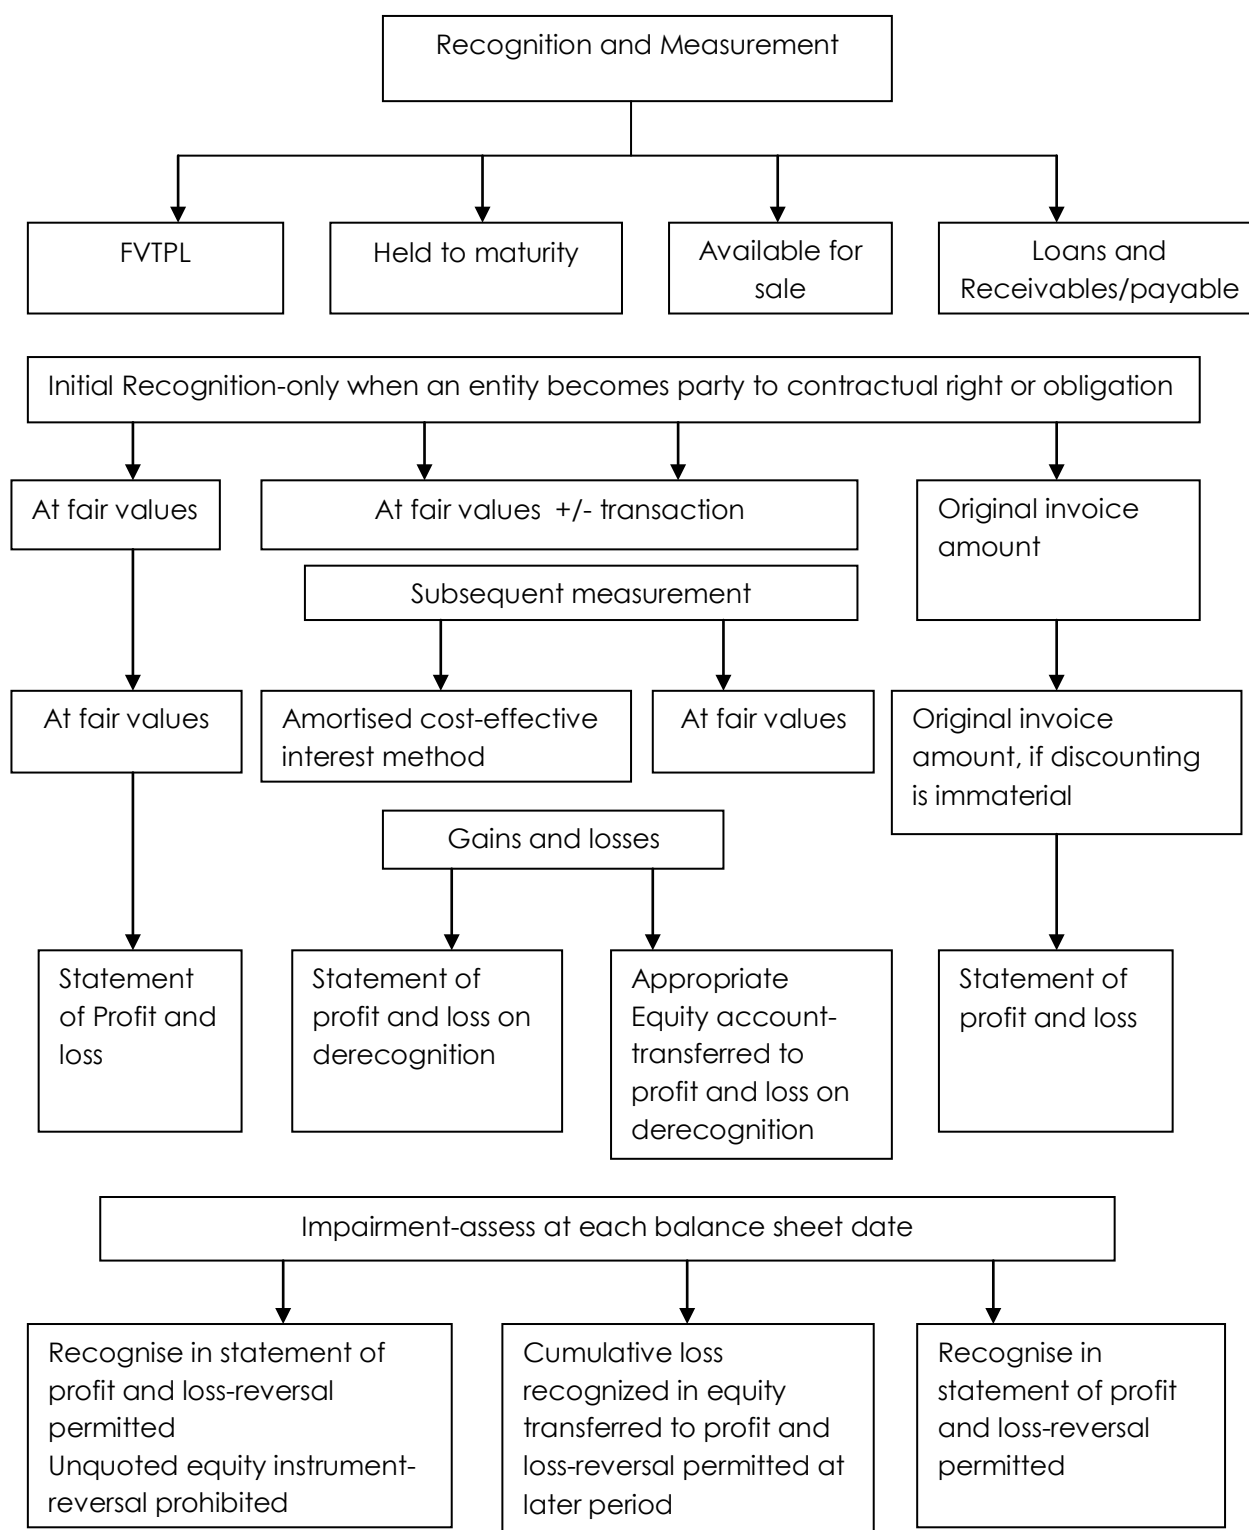 Recognition and Measurement
FVTPL
Held to maturity
Available for
sale
Loans and
Receivables/payable
Initial Recognition-only when an entity becomes party to contractual right or obligation
At fair values
At fair values  +/- transaction
Original invoice
amount
Subsequent measurement
At fair values
Amortised cost-effective
interest method
At fair values
Original invoice
amount, if discounting
is immaterial
Gains and losses
Statement
of Profit and
loss
Statement of
profit and loss on
derecognition
Appropriate
Equity account-
transferred to
profit and loss on
derecognition
Statement of
profit and loss
Impairment-assess at each balance sheet date
Recognise in statement of
profit and loss-reversal
permitted
Unquoted equity instrument-
reversal prohibited
Cumulative loss
recognized in equity
transferred to profit and
loss-reversal permitted at
later period
Recognise in
statement of profit
and loss-reversal
permitted